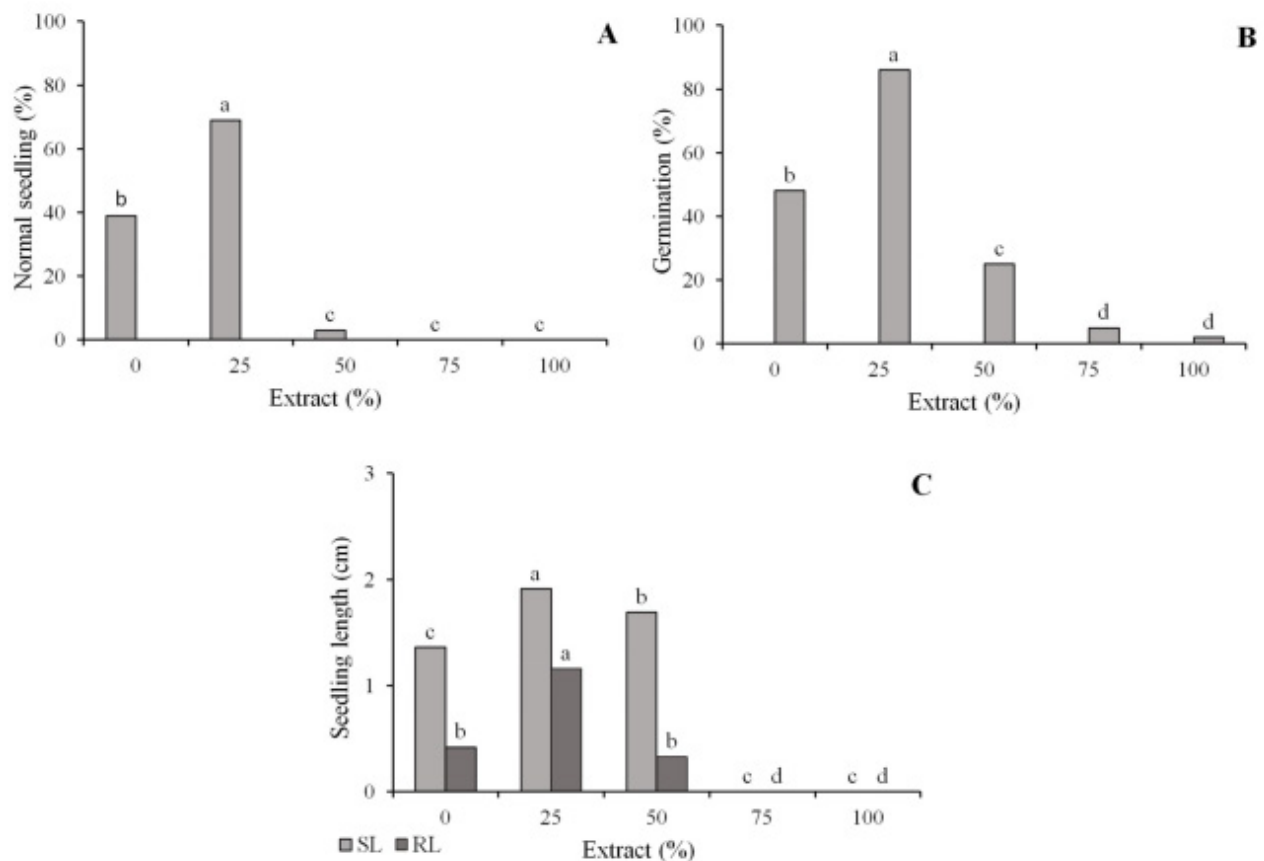 A
Normal seedling (%)
100
80
60
40
20
0
b
a
c
c
c
0 25 50 75 100
Extract (%)
B
Germination (%)
100
80
60
40
20
0
b
a
c
d
d
0 25 50 75 100
Extract (%)
C
Seedling length (cm)
3
2
1
0
c b
a a
b b
c d
c d
0 25 50 75 100
SL RL
Extract (%)